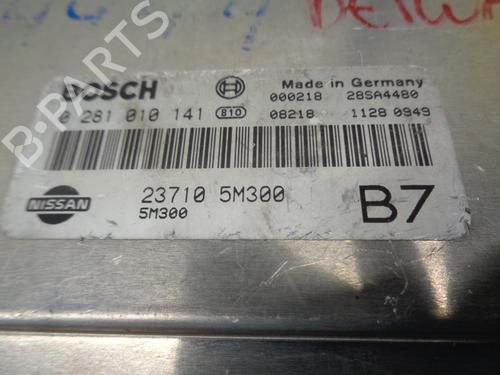 BOSCH
Made in Germany
0 281 010 141 810
000218 28SA4480
08218 1128 0949
NISSAN
23710 5M300
5M300
B7
B-PARTS